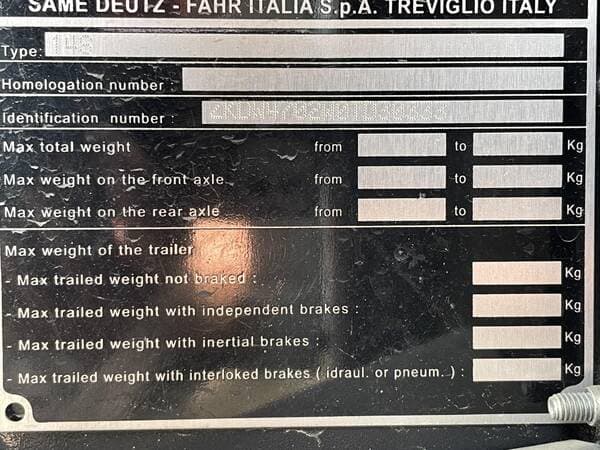 SAME DEUTZ - FAHR ITALIA S.p.A. TREVIGLIO ITALY
Type:
Homologation number :
Identification number :
Max total weight from to Kg
Max weight on the front axle from to Kg
Max weight on the rear axle from to Kg
Max weight of the trailer
- Max trailed weight not braked : Kg
- Max trailed weight with independent brakes : Kg
- Max trailed weight with inertial brakes : Kg
- Max trailed weight with interloked brakes ( idraul. or pneum. ) : Kg